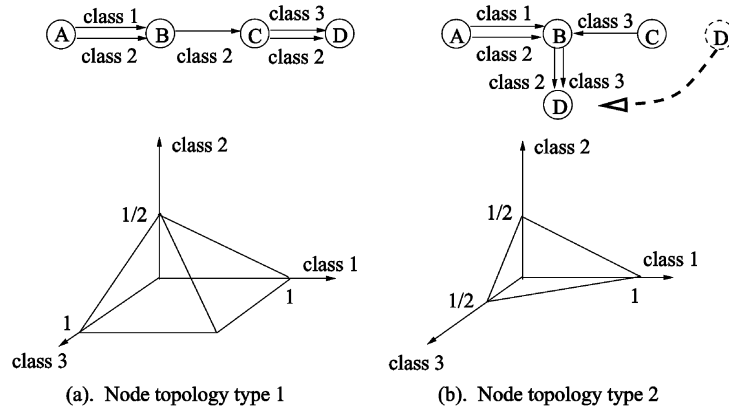 class 1
class 3
A
B
C
D
class 2
class 2
class 2
class 1
class 3
A
B
C
D
class 2
class 2
class 3
D
class 2
1/2
class 1
1
1
class 3
(a). Node topology type 1
class 2
1/2
class 1
1/2
1
class 3
(b). Node topology type 2